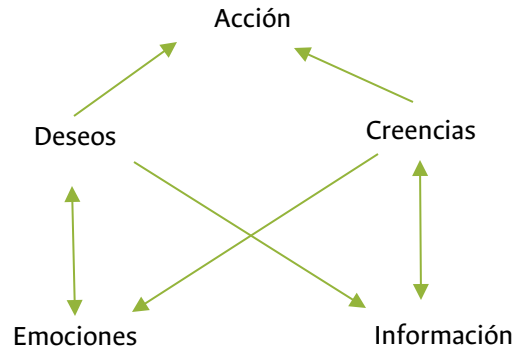 Acción
Deseos
Creencias
Emociones
Información